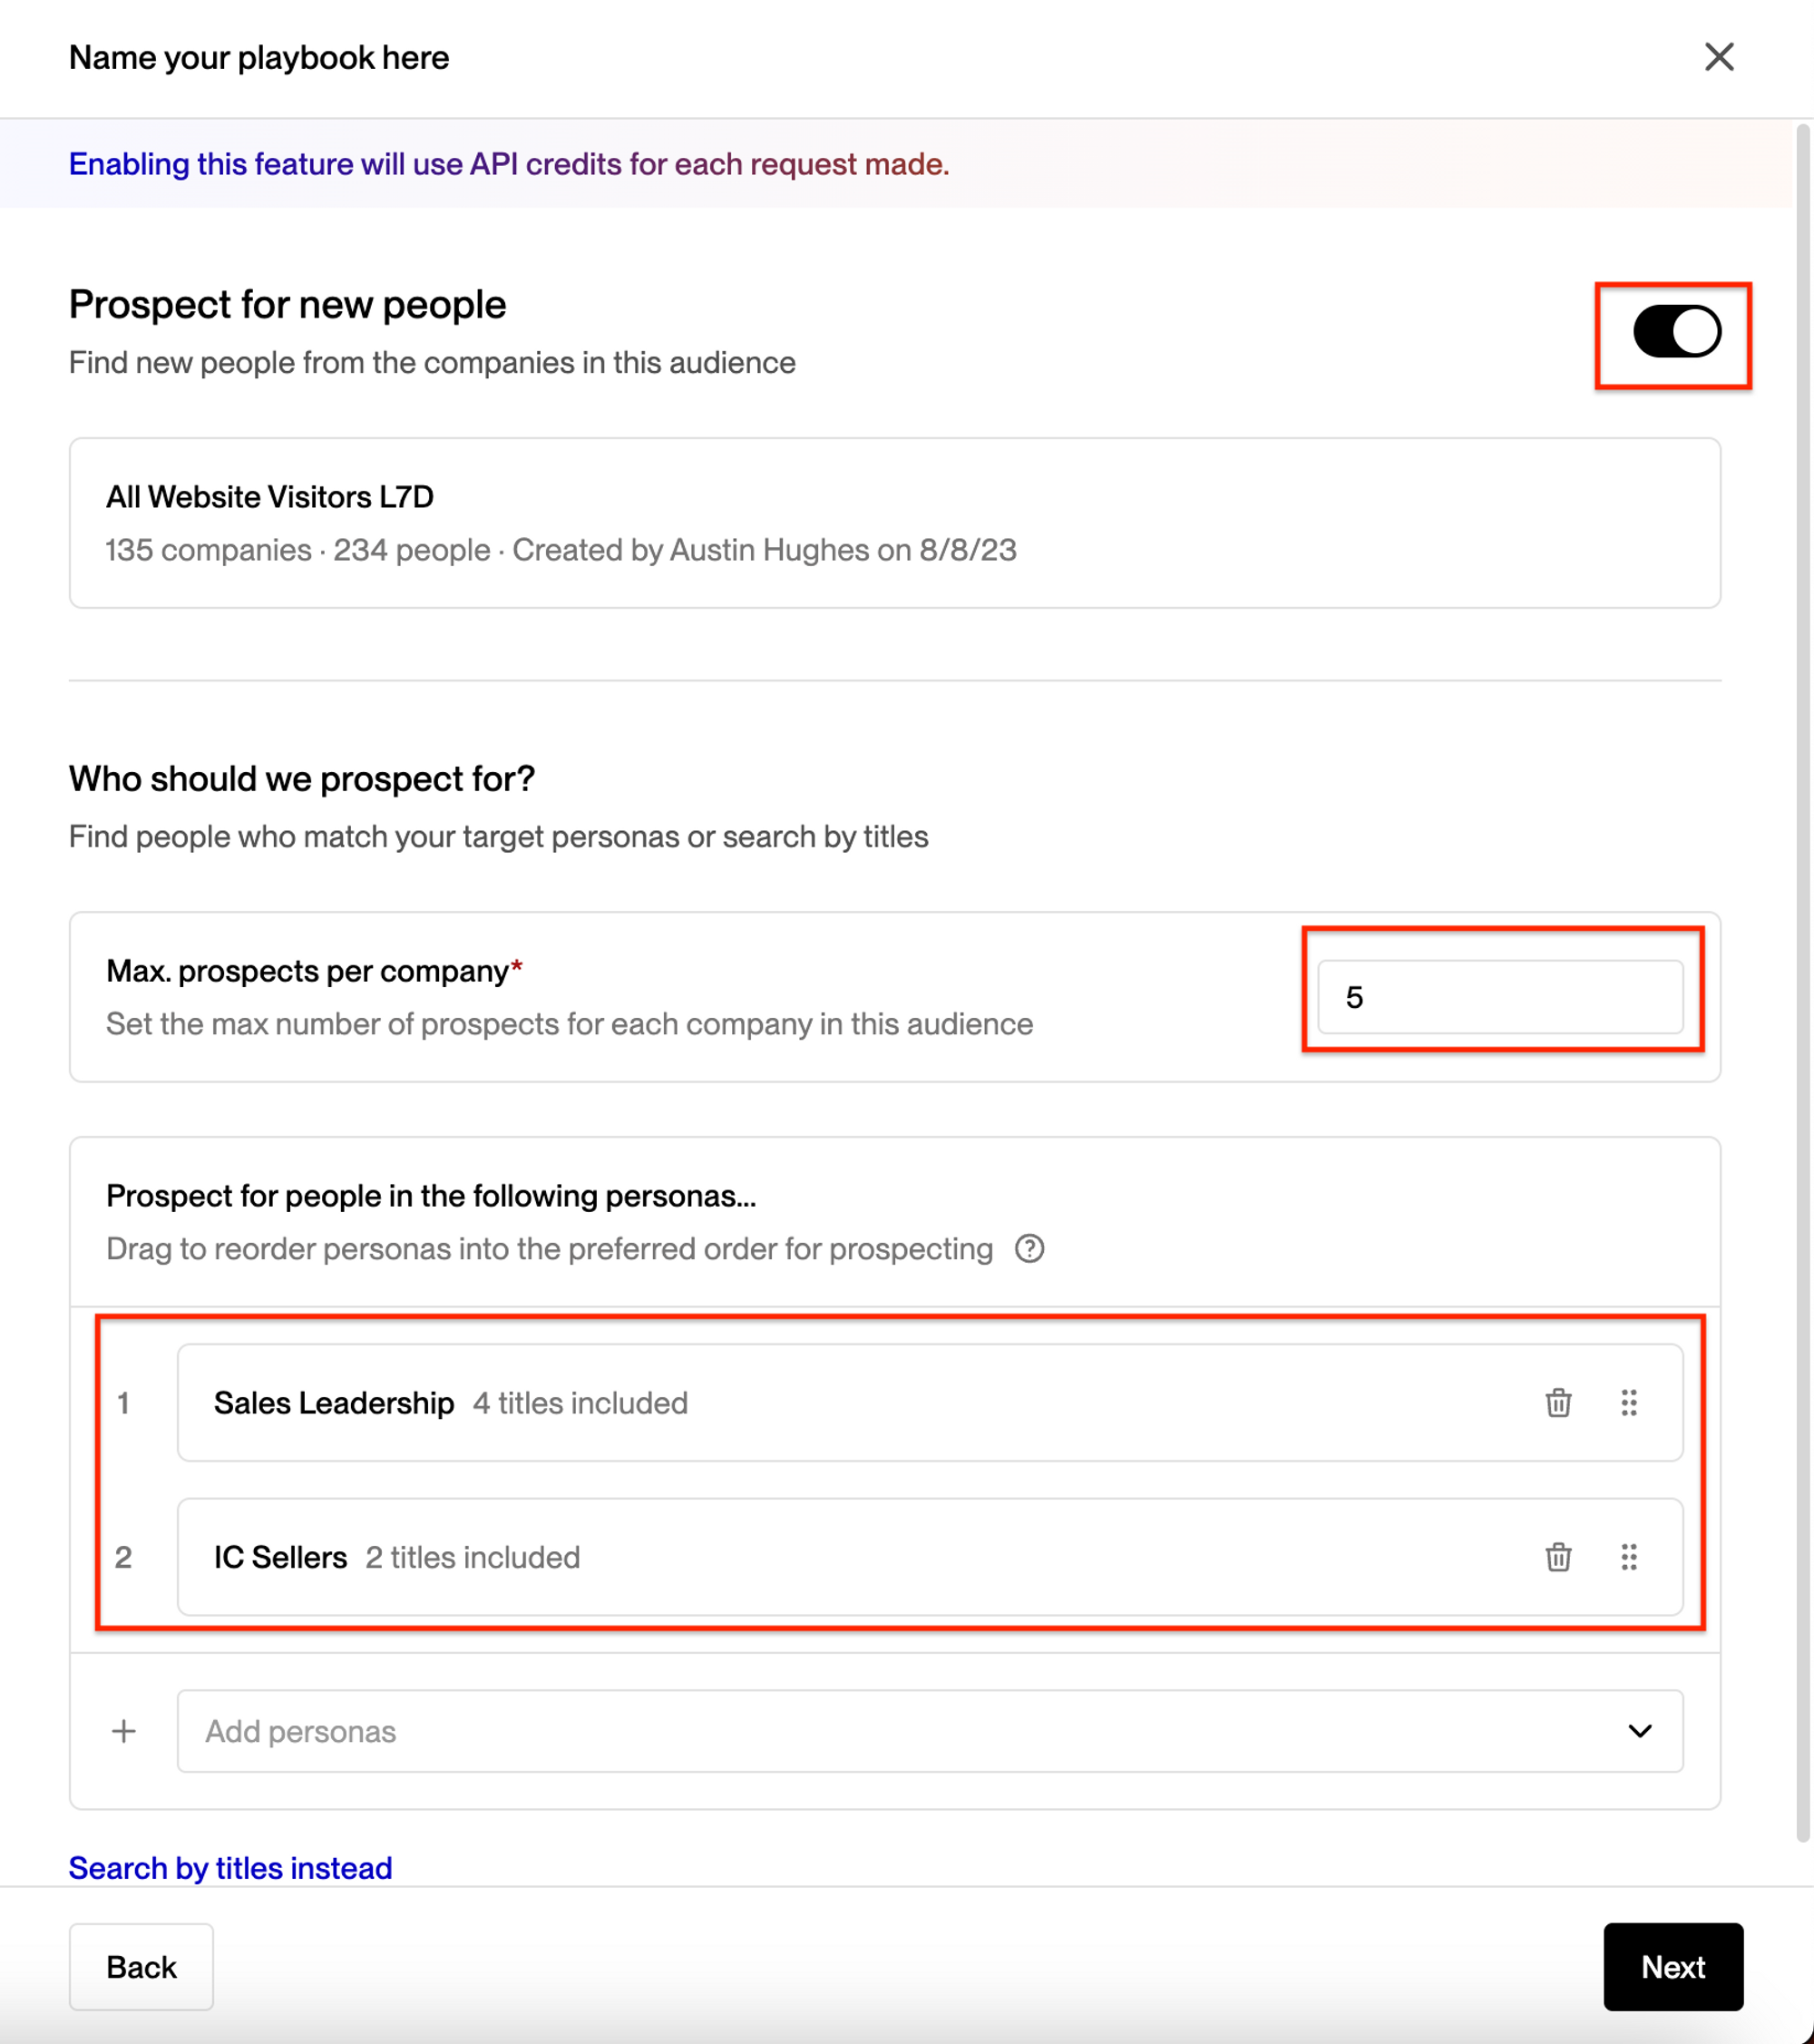 Name your playbook here
Enabling this feature will use API credits for each request made.
Prospect for new people
Find new people from the companies in this audience
All Website Visitors L7D
135 companies · 234 people · Created by Austin Hughes on 8/8/23
Who should we prospect for?
Find people who match your target personas or search by titles
Max. prospects per company*
5
Set the max number of prospects for each company in this audience
Prospect for people in the following personas...
Drag to reorder personas into the preferred order for prospecting
1 Sales Leadership 4 titles included
2 IC Sellers 2 titles included
Add personas
Search by titles instead
Back
Next